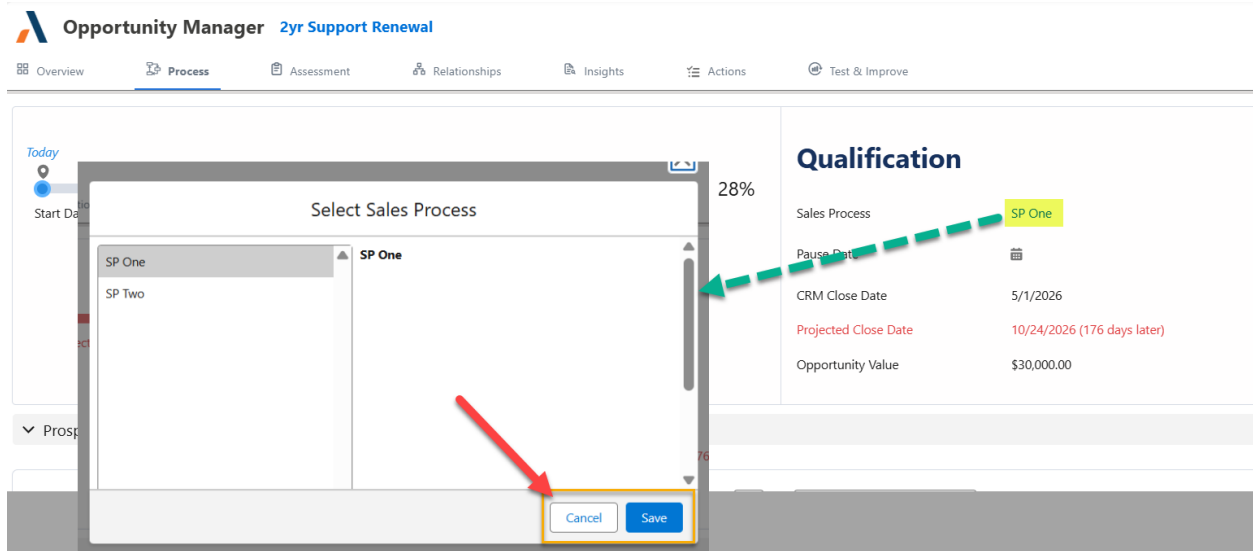 Opportunity Manager 2yr Support Renewal
Overview Process Assessment Relationships Insights Actions Test & Improve
Today
Start Da
28%
Select Sales Process
SP One
SP Two
SP One
Cancel Save
Qualification
Sales Process SP One
Pause Date
CRM Close Date 5/1/2026
Projected Close Date 10/24/2026 (176 days later)
Opportunity Value $30,000.00
Prosp